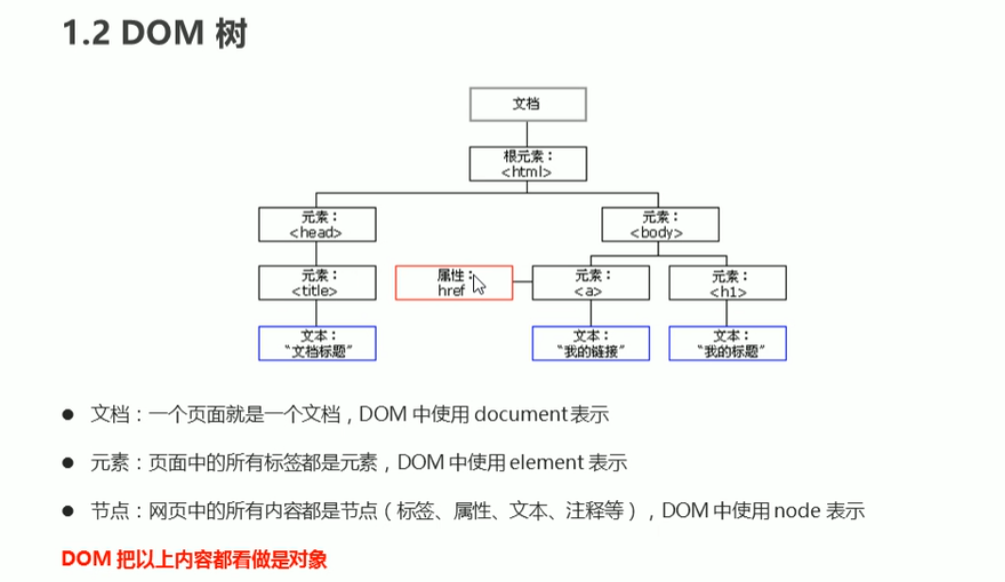 1.2 DOM 树
文档
根元素：
<html>
元素：
<head>
元素：
<body>
元素：
<title>
属性：
href
元素：
<a>
元素：
<h1>
文本：
“文档标题”
文本：
“我的链接”
文本：
“我的标题”
● 文档：一个页面就是一个文档，DOM 中使用 document 表示
● 元素：页面中的所有标签都是元素，DOM 中使用 element 表示
● 节点：网页中的所有内容都是节点（标签、属性、文本、注释等），DOM 中使用 node 表示
DOM 把以上内容都看做是对象